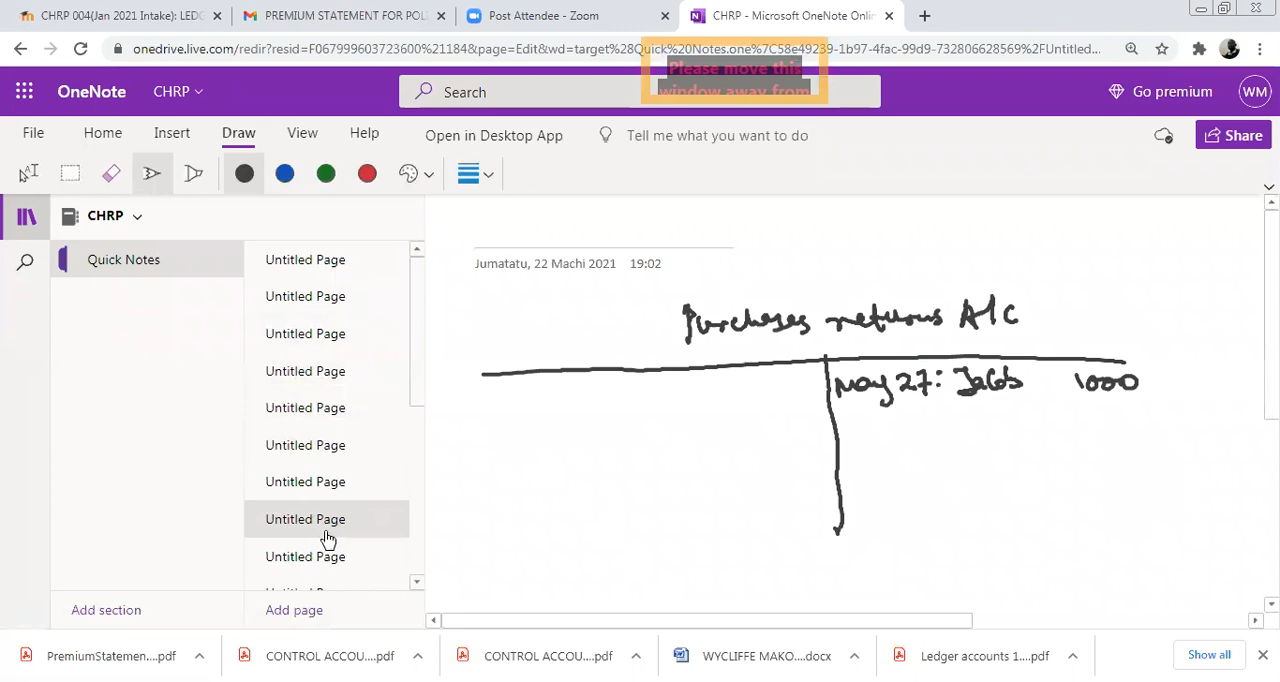 CHRP 004(Jan 2021 Intake): LEDG
PREMIUM STATEMENT FOR POL
Post Attendee - Zoom
CHRP - Microsoft OneNote Online
onedrive.live.com/redir?resid=F067999603723600%21184&page=Edit&wd=target%28Quick%20Notes.one%7C58e49239-1b97-4fac-99d9-732806628569%2FUntitled...
Please move this
window away from
OneNote
CHRP
Search
Go premium
WM
File
Home
Insert
Draw
View
Help
Open in Desktop App
Tell me what you want to do
Share
CHRP
Quick Notes
Untitled Page
Untitled Page
Untitled Page
Untitled Page
Untitled Page
Untitled Page
Untitled Page
Untitled Page
Untitled Page
Add section
Add page
Jumatatu, 22 Machi 2021 19:02
Purchases returns A/C
May 27: Jacob 1000
PremiumStatemen....pdf
CONTROL ACCOU....pdf
CONTROL ACCOU....pdf
WYCLIFFE MAKO....docx
Ledger accounts 1....pdf
Show all